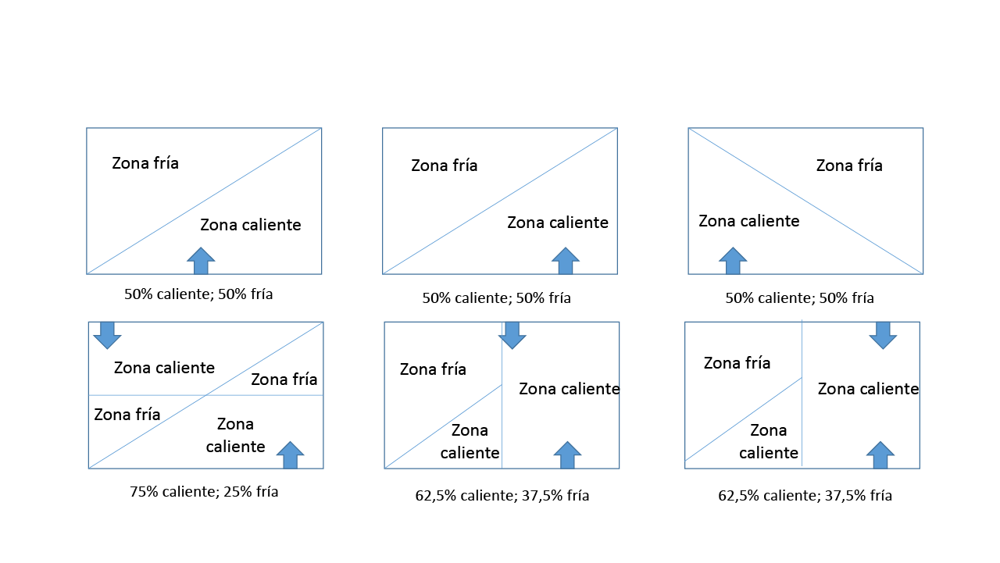 Zona fría
Zona caliente
50% caliente; 50% fría
Zona fría
Zona caliente
50% caliente; 50% fría
Zona fría
Zona caliente
50% caliente; 50% fría
Zona caliente
Zona fría
Zona fría
Zona
caliente
75% caliente; 25% fría
Zona fría
Zona caliente
Zona
caliente
62,5% caliente; 37,5% fría
Zona fría
Zona caliente
Zona
caliente
62,5% caliente; 37,5% fría